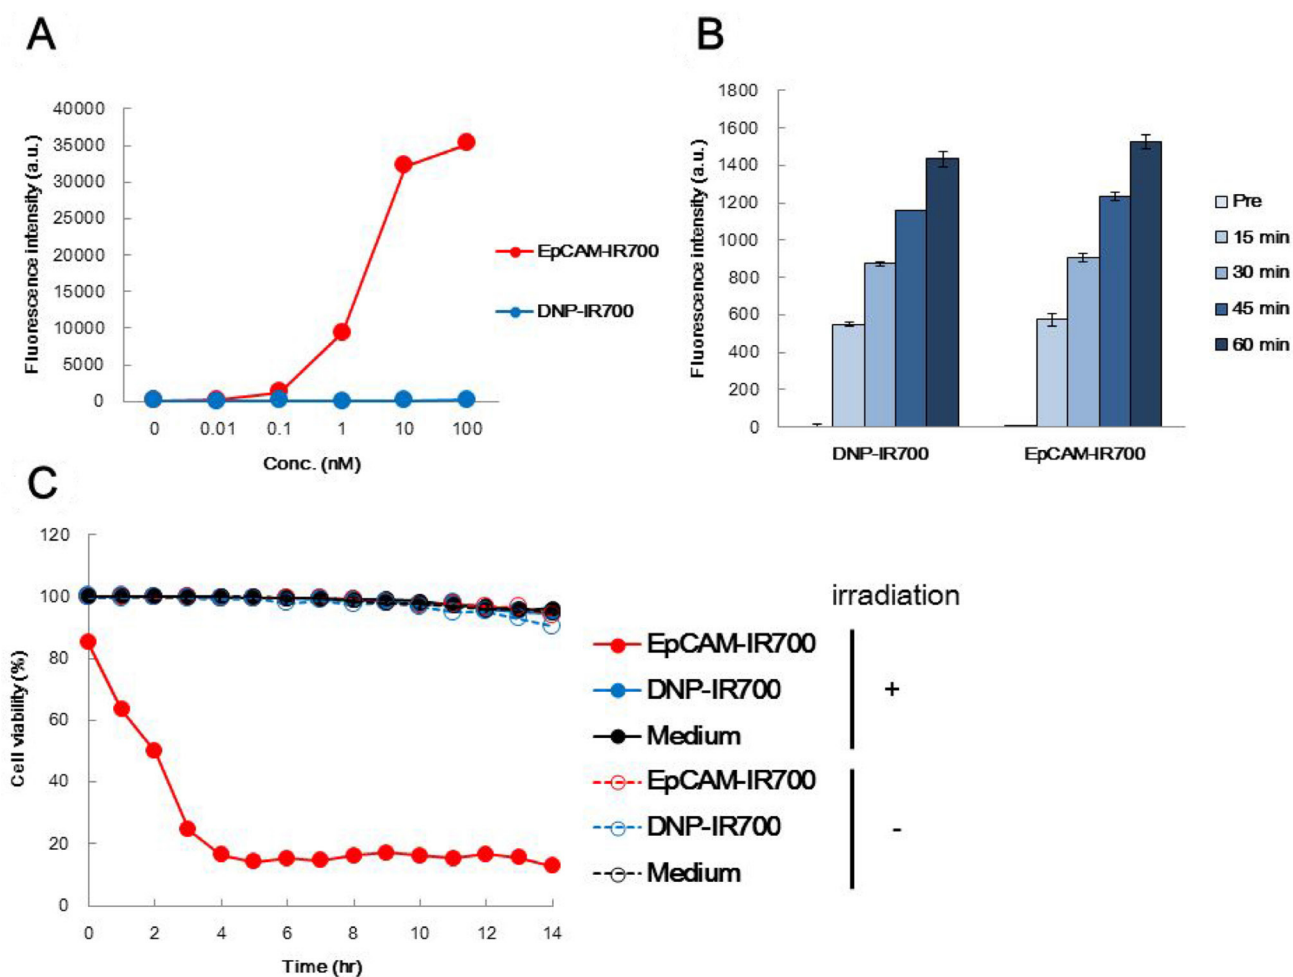 A
Fluorescence intensity (a.u.)
40000
35000
30000
25000
20000
15000
10000
5000
0
0 0.01 0.1 1 10 100
Conc. (nM)
EpCAM-IR700
DNP-IR700
B
Fluorescence intensity (a.u.)
1800
1600
1400
1200
1000
800
600
400
200
0
DNP-IR700 EpCAM-IR700
Pre
15 min
30 min
45 min
60 min
C
Cell viability (%)
120
100
80
60
40
20
0
0 2 4 6 8 10 12 14
Time (hr)
irradiation
EpCAM-IR700
DNP-IR700
Medium
+
EpCAM-IR700
DNP-IR700
Medium
-